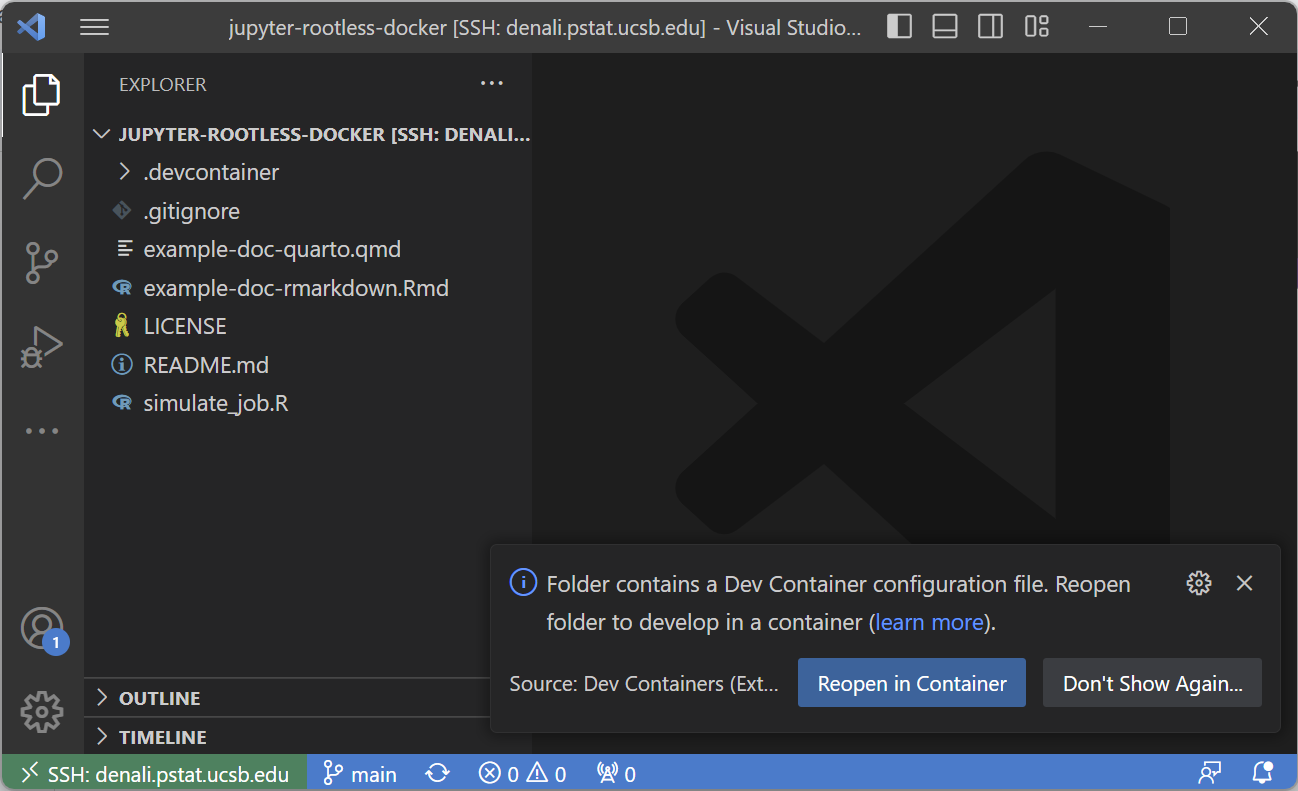 jupyter-rootless-docker [SSH: denali.pstat.ucsb.edu] - Visual Studio...
EXPLORER
JUPYTER-ROOTLESS-DOCKER [SSH: DENALI...
.devcontainer
.gitignore
example-doc-quarto.qmd
example-doc-rmarkdown.Rmd
LICENSE
README.md
simulate_job.R
1
OUTLINE
TIMELINE
Folder contains a Dev Container configuration file. Reopen
folder to develop in a container (learn more).
Source: Dev Containers (Ext... Reopen in Container Don't Show Again...
SSH: denali.pstat.ucsb.edu main 0 0 0